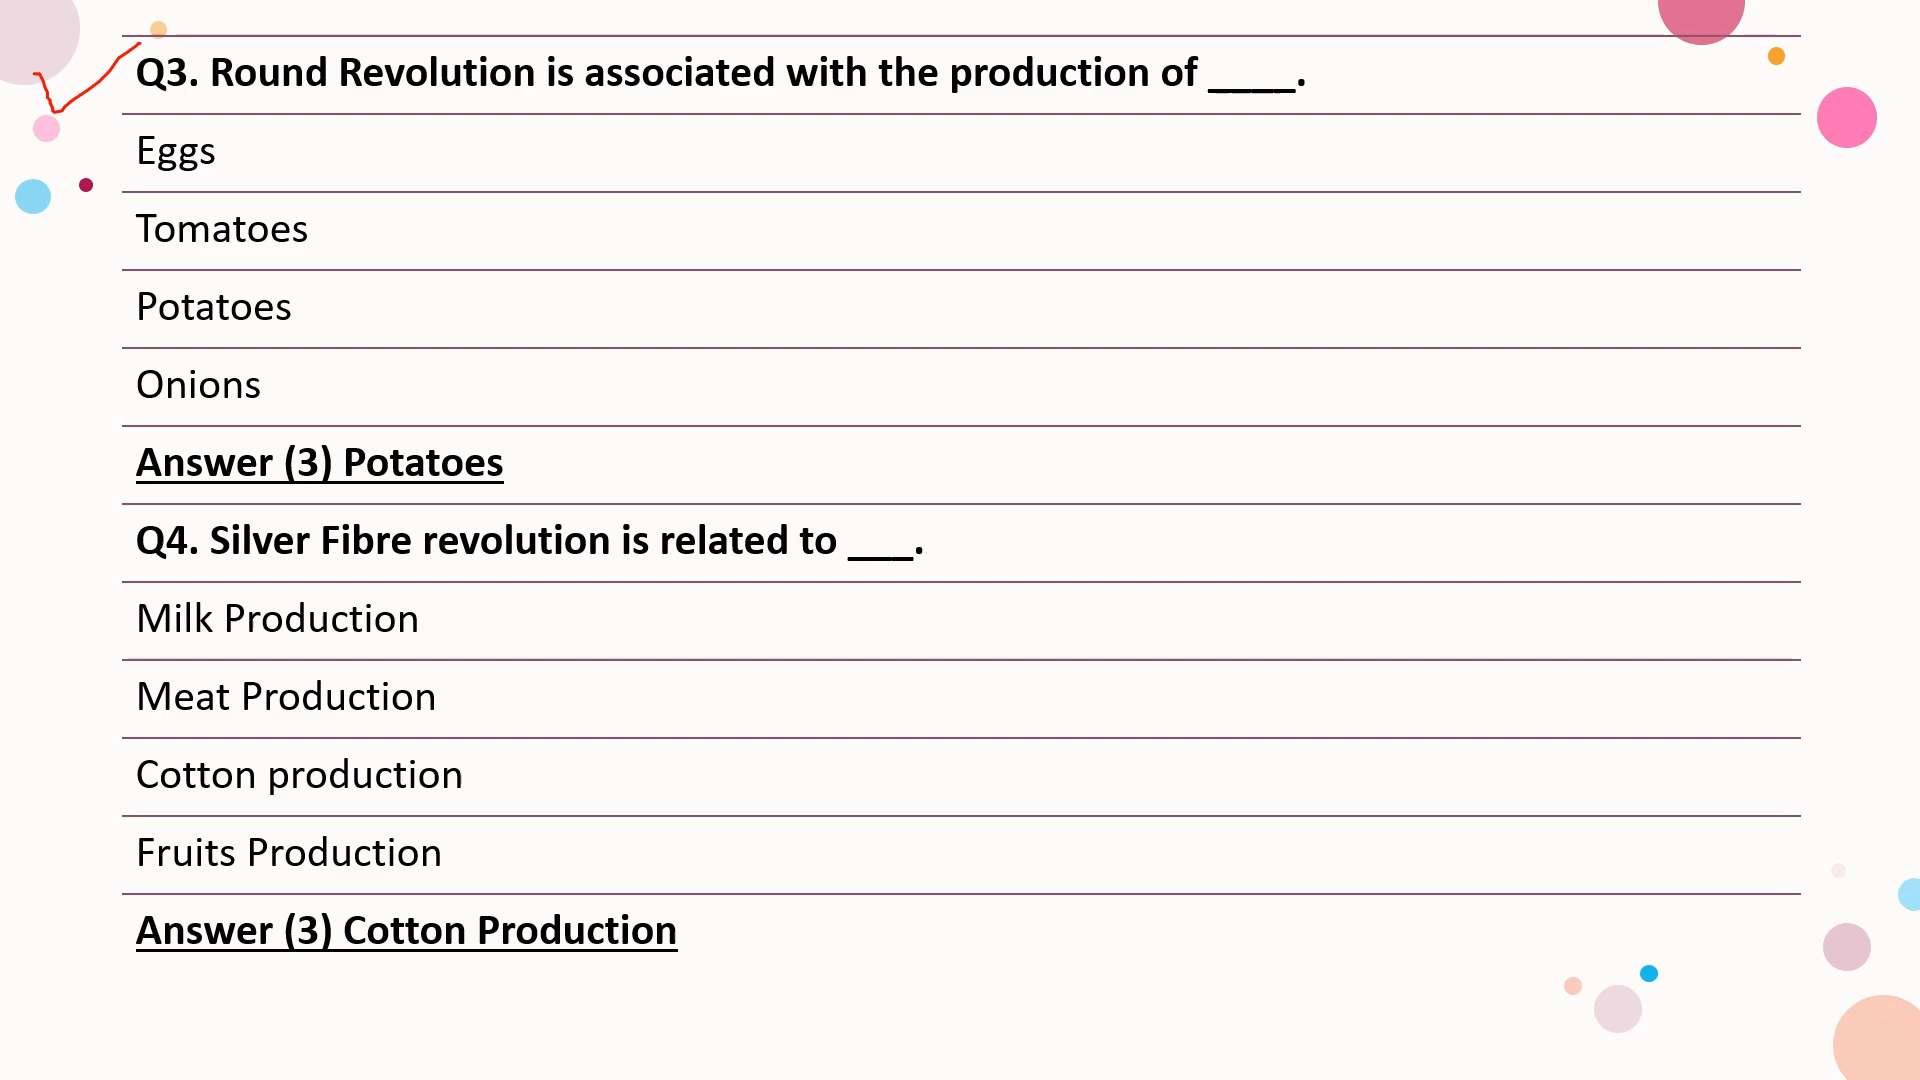 Q3. Round Revolution is associated with the production of ____.
Eggs
Tomatoes
Potatoes
Onions
Answer (3) Potatoes
Q4. Silver Fibre revolution is related to ___.
Milk Production
Meat Production
Cotton production
Fruits Production
Answer (3) Cotton Production